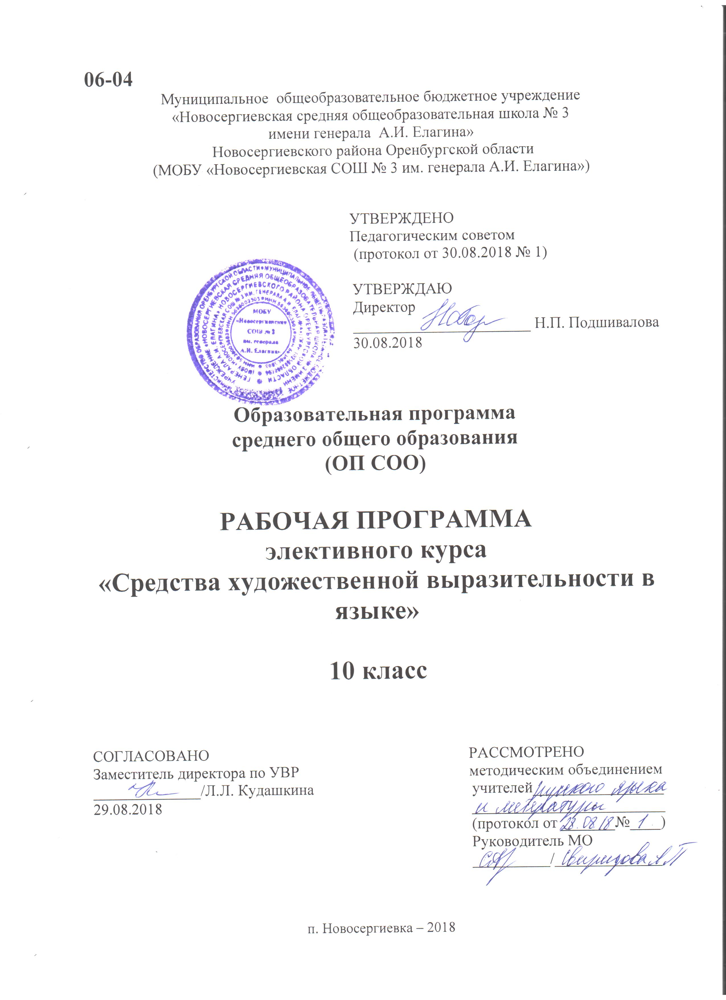 06-04
Муниципальное общеобразовательное бюджетное учреждение
«Новосергиевская средняя общеобразовательная школа № 3
имени генерала А.И. Елагина»
Новосергиевского района Оренбургской области
(МОБУ «Новосергиевская СОШ № 3 им. генерала А.И. Елагина»)
УТВЕРЖДЕНО
Педагогическим советом
(протокол от 30.08.2018 № 1)
УТВЕРЖДАЮ
Директор
Н.П. Подшивалова
30.08.2018
МОБУ
«Новосергиевская
СОШ № 3
им. генерала
А.И. Елагина»
Образовательная программа
среднего общего образования
(ОП СОО)
РАБОЧАЯ ПРОГРАММА
элективного курса
«Средства художественной выразительности в
языке»
10 класс
СОГЛАСОВАНО
Заместитель директора по УВР
/Л.Л. Кудашкина
29.08.2018
РАССМОТРЕНО
методическим объединением
учителей русского языка
и литературы
(протокол от 28.08.18 № 1)
Руководитель МО
/ Свиридова А П
п. Новосергиевка – 2018